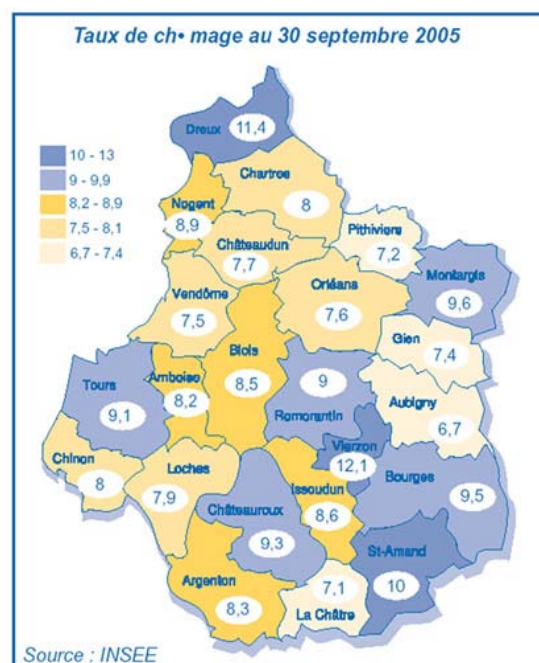 Taux de ch• mage au 30 septembre 2005
10 - 13
9 - 9,9
8,2 - 8,9
7,5 - 8,1
6,7 - 7,4
Dreux
11,4
Chartres
8
Nogent
8,9
Châteaudun
7,7
Pithiviers
7,2
Montargis
9,6
Vendôme
7,5
Orléans
7,6
Gien
7,4
Blois
8,5
Tours
9,1
Amboise
8,2
9
Romorantin
Aubigny
6,7
Vierzon
12,1
Chinon
8
Loches
7,9
Issoudun
8,6
Bourges
9,5
Châteauroux
9,3
St-Amand
10
Argenton
8,3
7,1
La Châtre
Source : INSEE